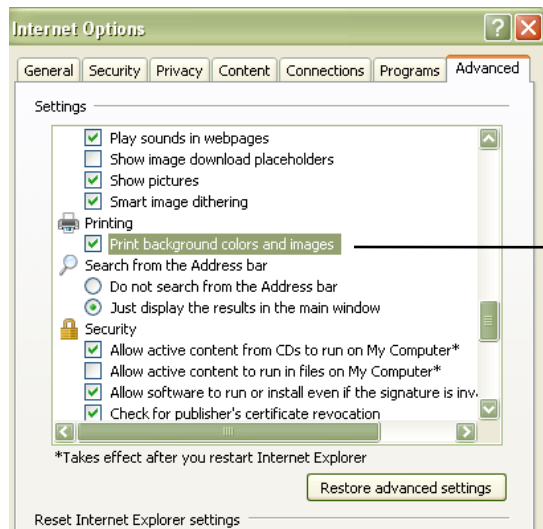 Internet Options
General Security Privacy Content Connections Programs Advanced
Settings
Play sounds in webpages
Show image download placeholders
Show pictures
Smart image dithering
Printing
Print background colors and images
Search from the Address bar
Do not search from the Address bar
Just display the results in the main window
Security
Allow active content from CDs to run on My Computer*
Allow active content to run in files on My Computer*
Allow software to run or install even if the signature is inv
Check for publisher's certificate revocation
*Takes effect after you restart Internet Explorer
Restore advanced settings
Reset Internet Explorer settings